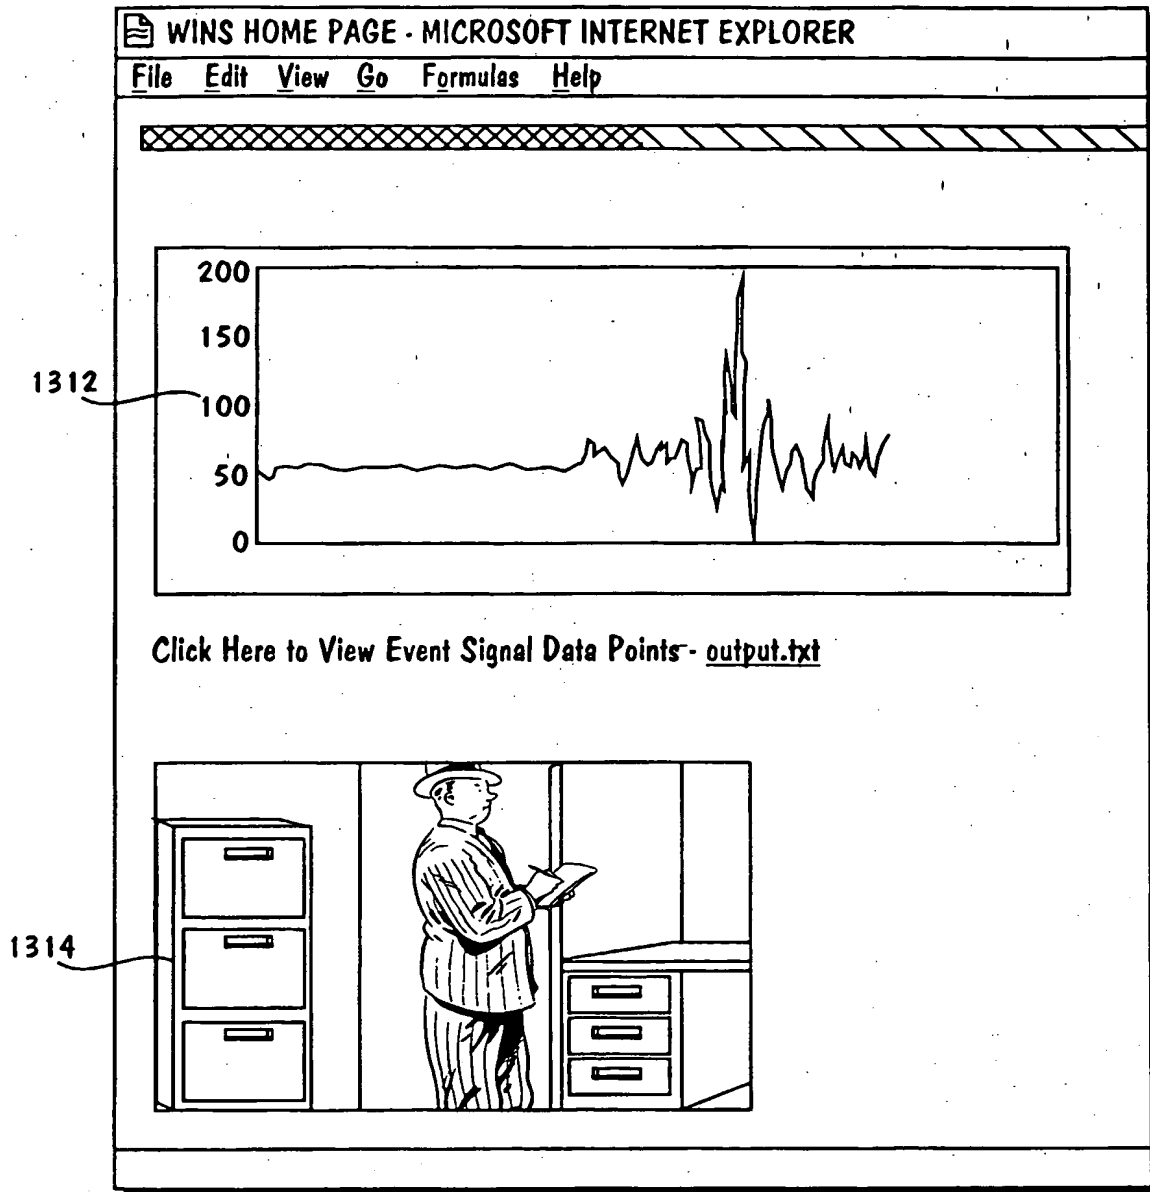 WINS HOME PAGE - MICROSOFT INTERNET EXPLORER
File Edit View Go Formulas Help
200
150
1312
100
50
0
Click Here to View Event Signal Data Points - output.txt
1314